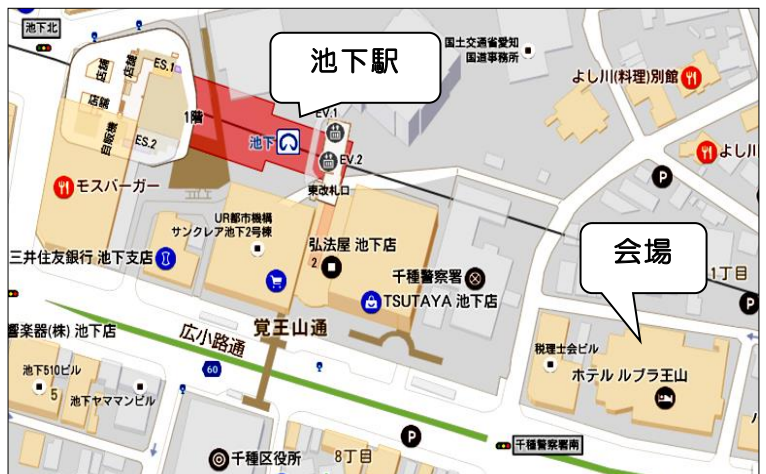 池下北
池下駅
国土交通省愛知
国道事務所
よし川(料理)別館
店舗
店舗
ES.1
店舗
自販機
ES.2
1階
池下
EV.1
EV.2
東改札口
よし川
P
モスバーガー
UR都市機構
サンクレア池下2号棟
弘法屋 池下店
2
三井住友銀行 池下支店
千種警察署
TSUTAYA 池下店
会場
1丁目
P
響楽器(株) 池下店
広小路通
覚王山通
60
税理士会ビル
ホテル ルブラ王山
池下510ビル
5
池下ヤママンビル
千種区役所
8丁目
P
千種警察署南